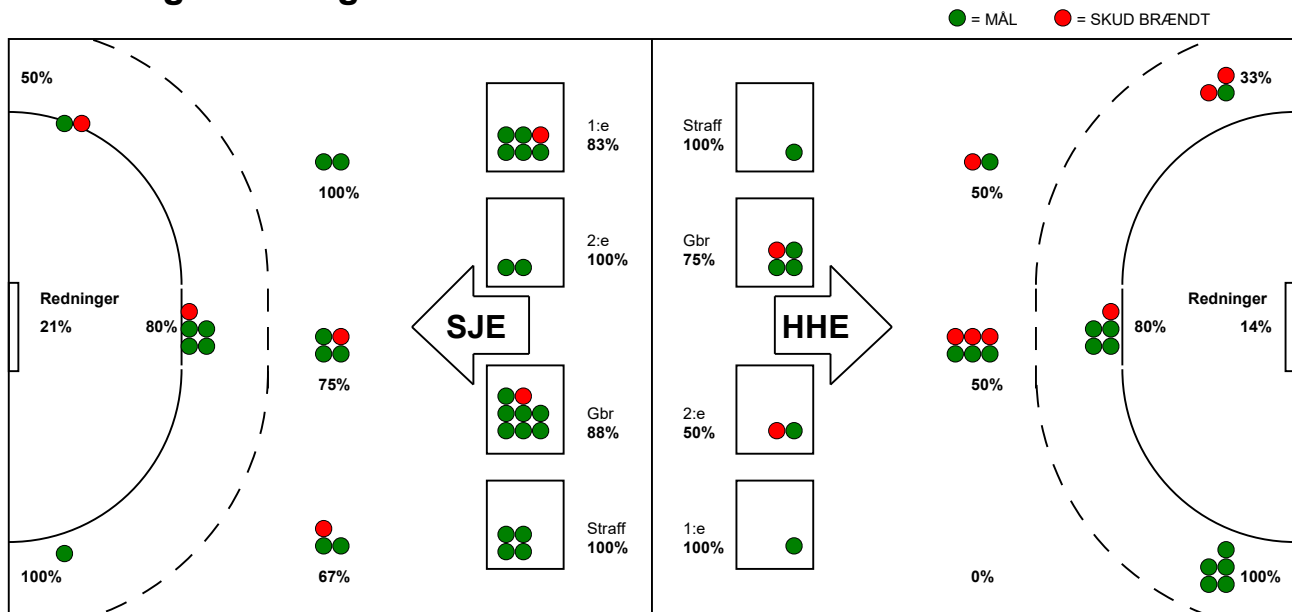 = MÅL
= SKUD BRÆNDT
50%
100%
Redninger
21%
80%
75%
100%
67%
SJE
1:e
83%
2:e
100%
Gbr
88%
Straff
100%
Straff
100%
Gbr
75%
2:e
50%
1:e
100%
HHE
33%
50%
Redninger
14%
80%
50%
0%
100%